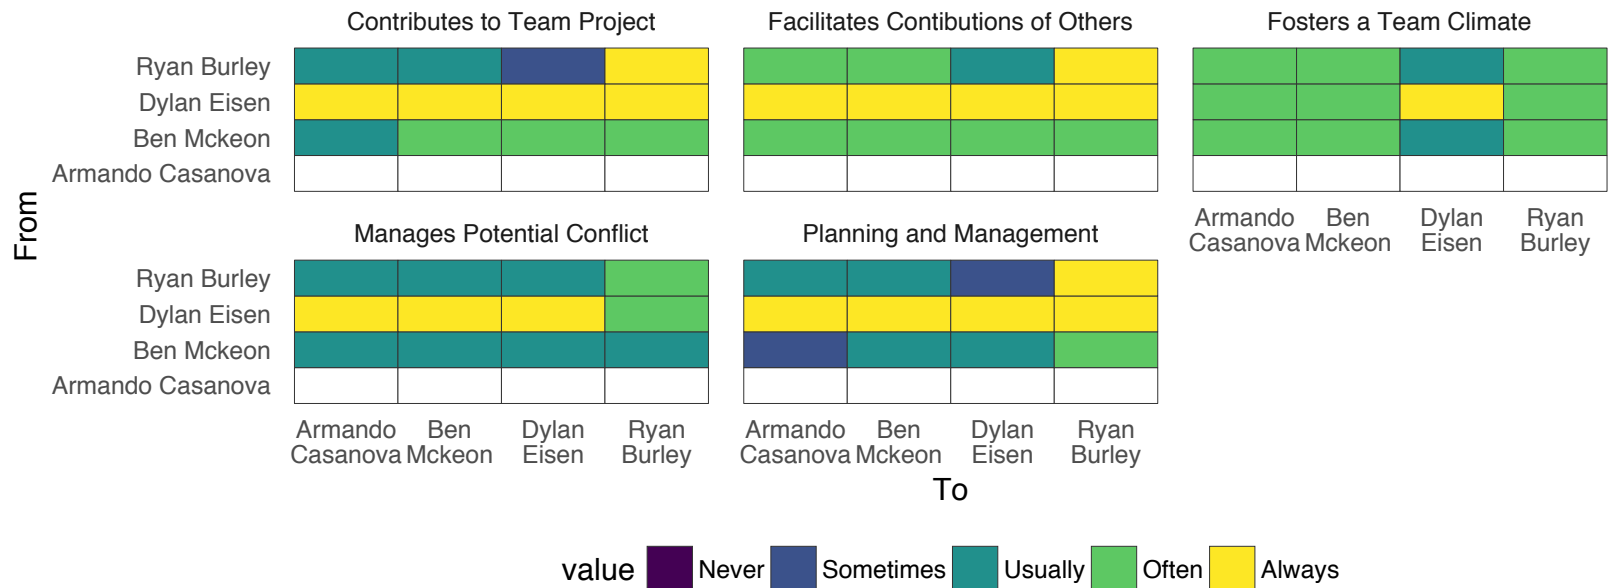 Contributes to Team Project
Facilitates Contibutions of Others
Fosters a Team Climate
Ryan Burley
Dylan Eisen
Ben Mckeon
Armando Casanova
Armando Casanova
Ben Mckeon
Dylan Eisen
Ryan Burley
From
Manages Potential Conflict
Planning and Management
Ryan Burley
Dylan Eisen
Ben Mckeon
Armando Casanova
Armando Casanova
Ben Mckeon
Dylan Eisen
Ryan Burley
Armando Casanova
Ben Mckeon
Dylan Eisen
Ryan Burley
To
value Never Sometimes Usually Often Always